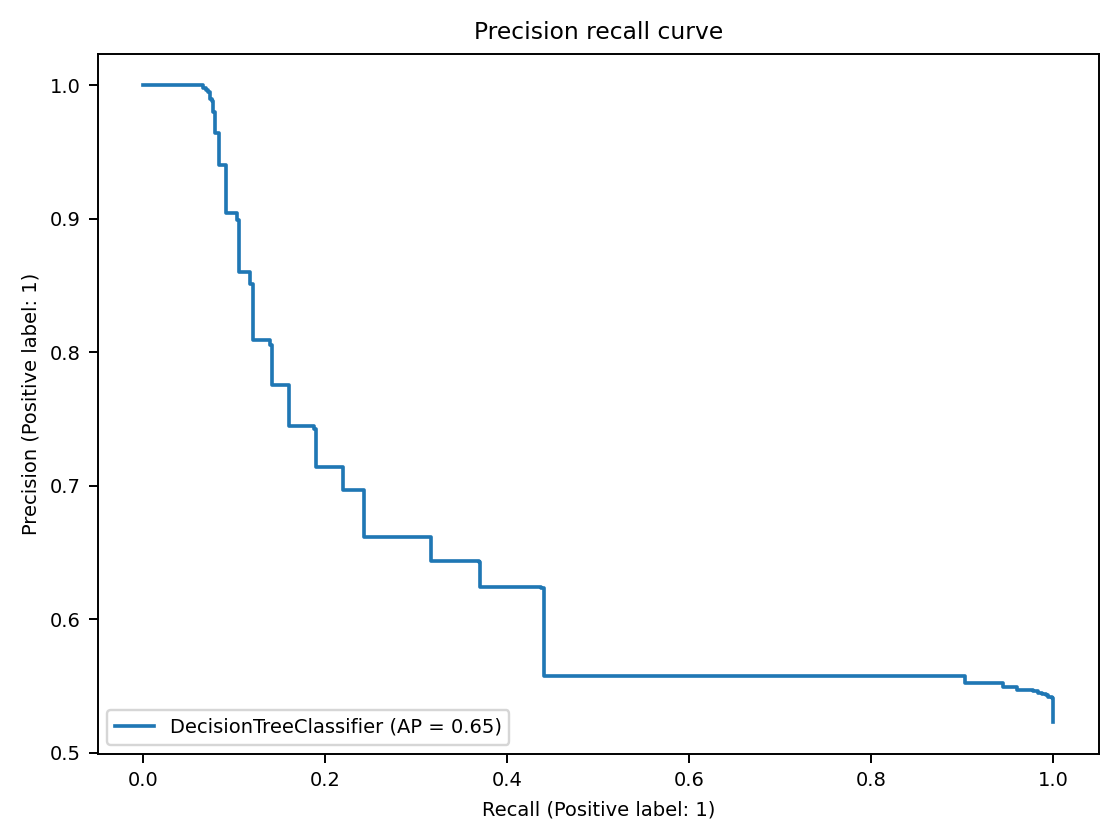 Precision recall curve
1.0
0.9
0.8
0.7
0.6
0.5
Precision (Positive label: 1)
DecisionTreeClassifier (AP = 0.65)
0.0 0.2 0.4 0.6 0.8 1.0
Recall (Positive label: 1)